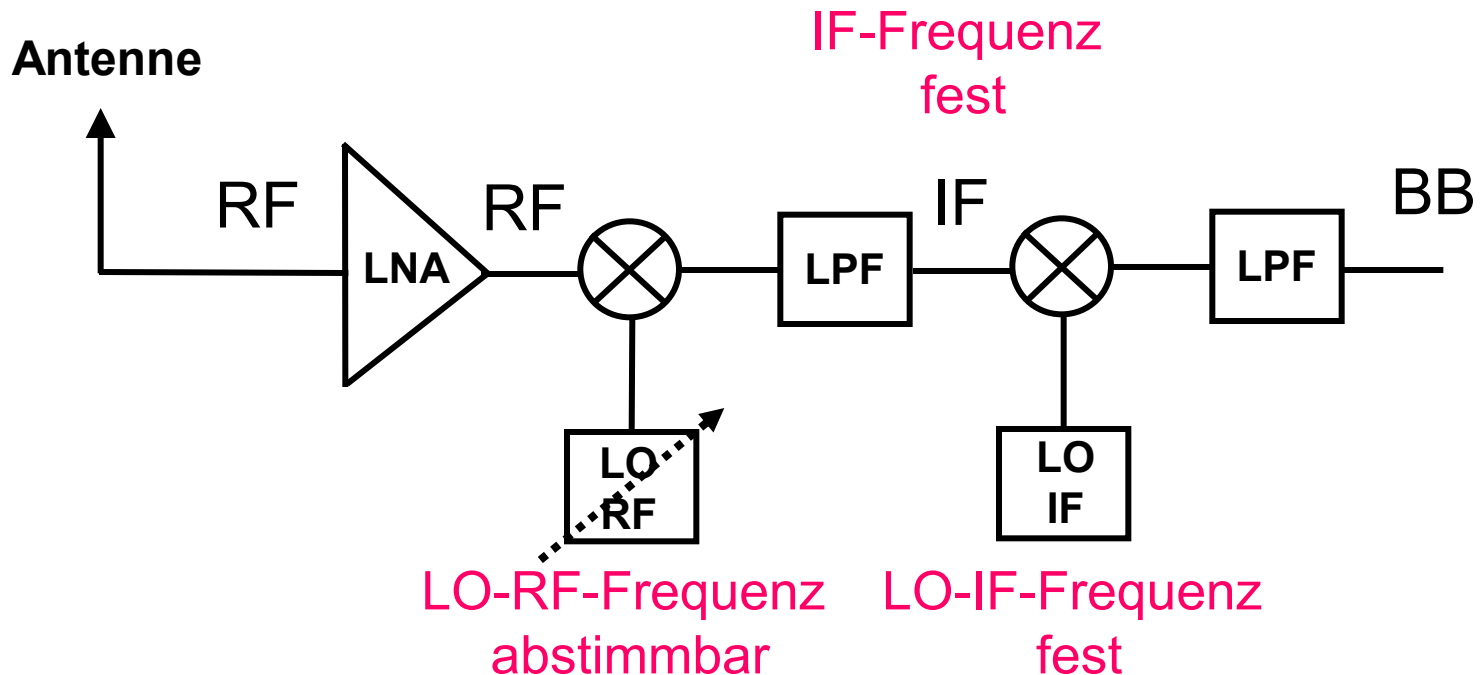 IF-Frequenz
fest
Antenne
RF
LNA
RF
LPF
IF
LPF
BB
LO
RF
LO
IF
LO-RF-Frequenz
abstimmbar
LO-IF-Frequenz
fest